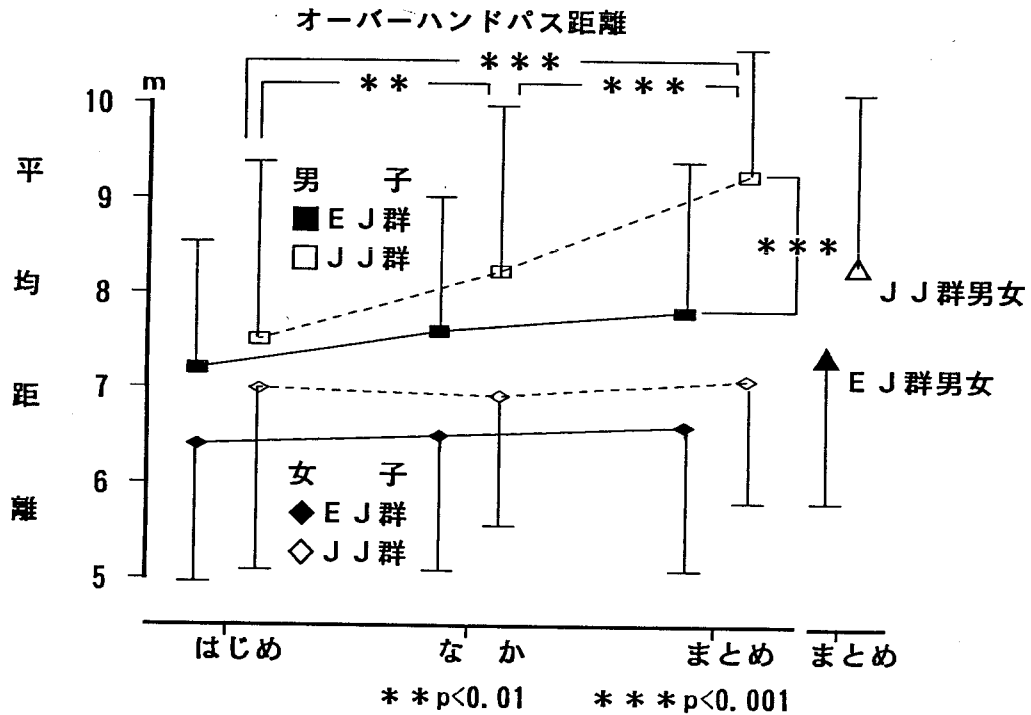 オーバーハンドパス距離
m
***
** ***
10
9
8
7
6
5
平均距離
男 子
■EJ群
□JJ群
***
JJ群男女
EJ群男女
女 子
◆EJ群
◇JJ群
はじめ な か まとめ まとめ
**p<0.01 ***p<0.001